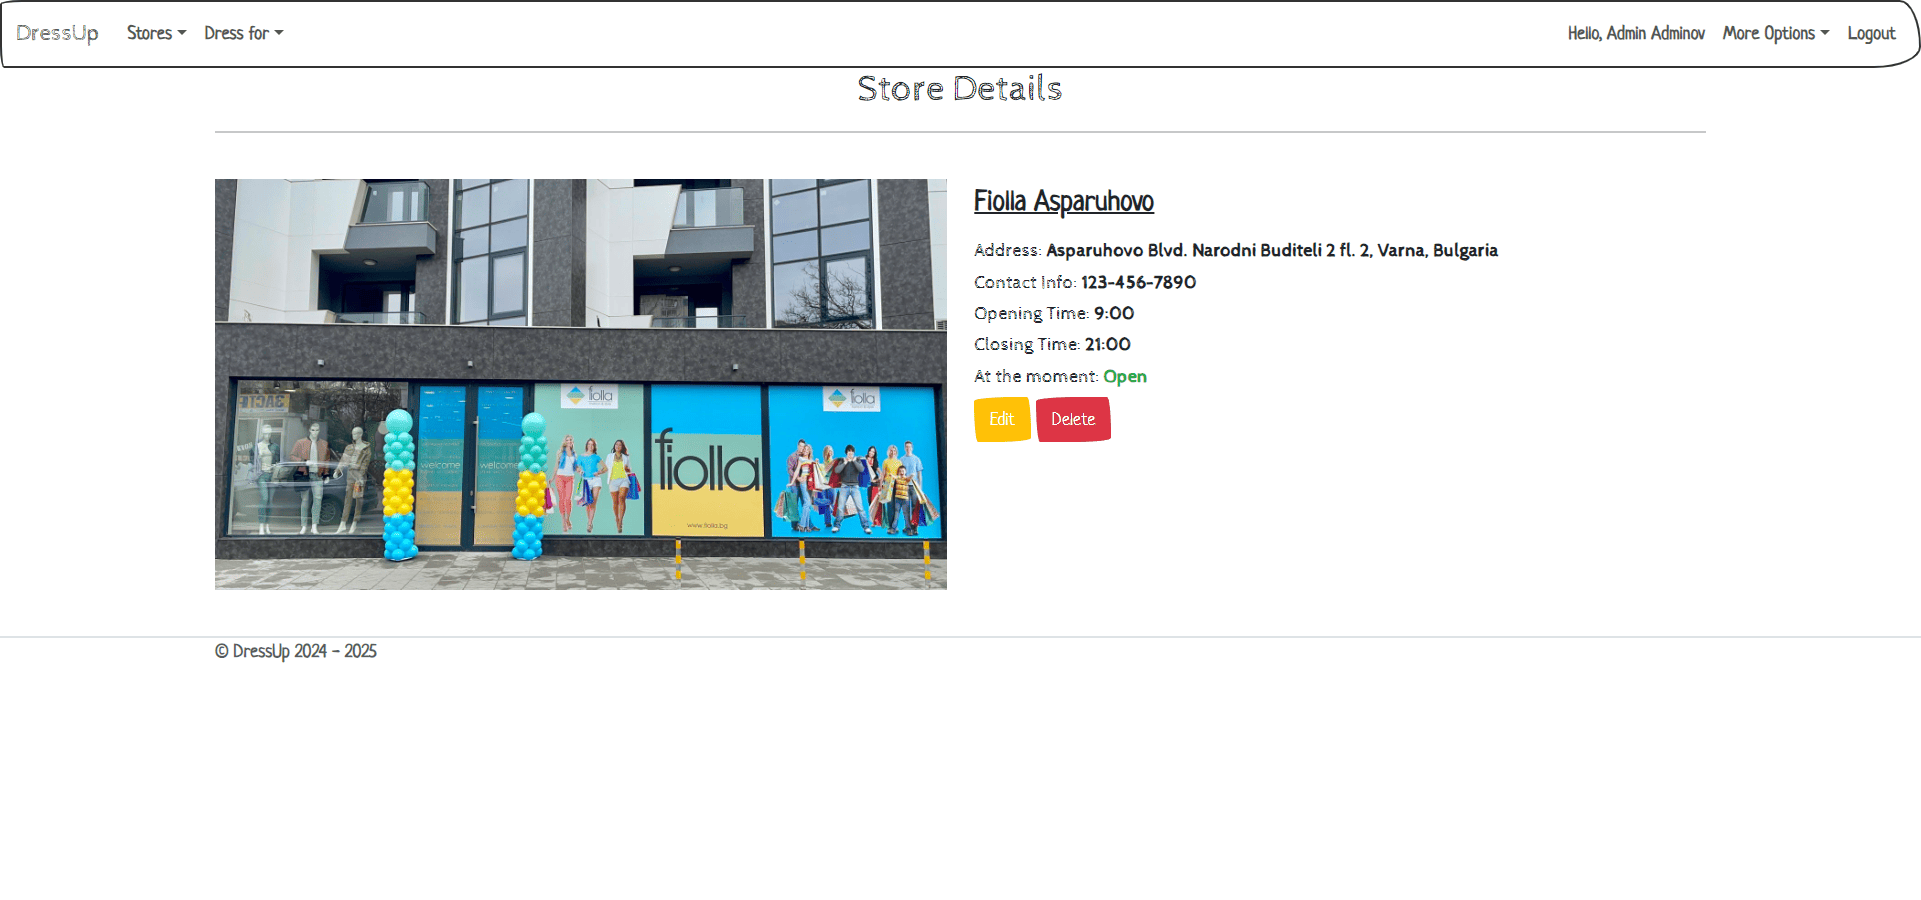 DressUp Stores Dress for Hello, Admin Adminov More Options Logout
Store Details
Fiolla Asparuhovo
Address: Asparuhovo Blvd. Narodni Buditeli 2 fl. 2, Varna, Bulgaria
Contact Info: 123-456-7890
Opening Time: 9:00
Closing Time: 21:00
At the moment: Open
Edit Delete
fiolla
fiolla
welcome
welcome
fiolla
www.fiolla.bg
© DressUp 2024 - 2025